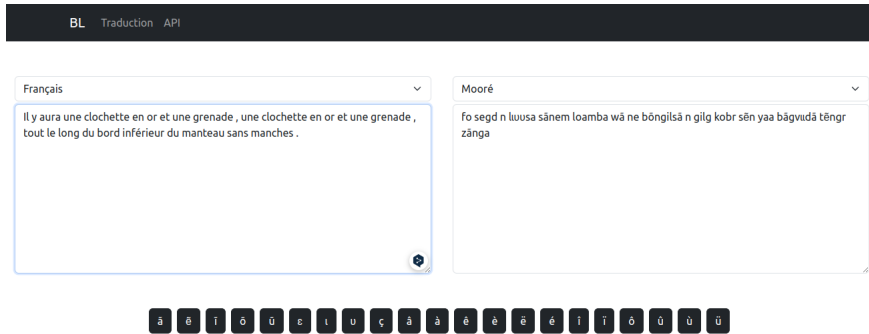 BL Traduction API
Français
Mooré
Il y aura une clochette en or et une grenade , une clochette en or et une grenade ,
tout le long du bord inférieur du manteau sans manches .
fo segd n lɩʋʋsa sãnem loamba wã ne bõngilsã n gilg kobr sẽn yaa bãgvɩɩdã tẽngr
zãnga
ã ẽ ĩ õ ũ ɛ ɩ ʋ ç â à ê è ë é î ï ô û ù ü